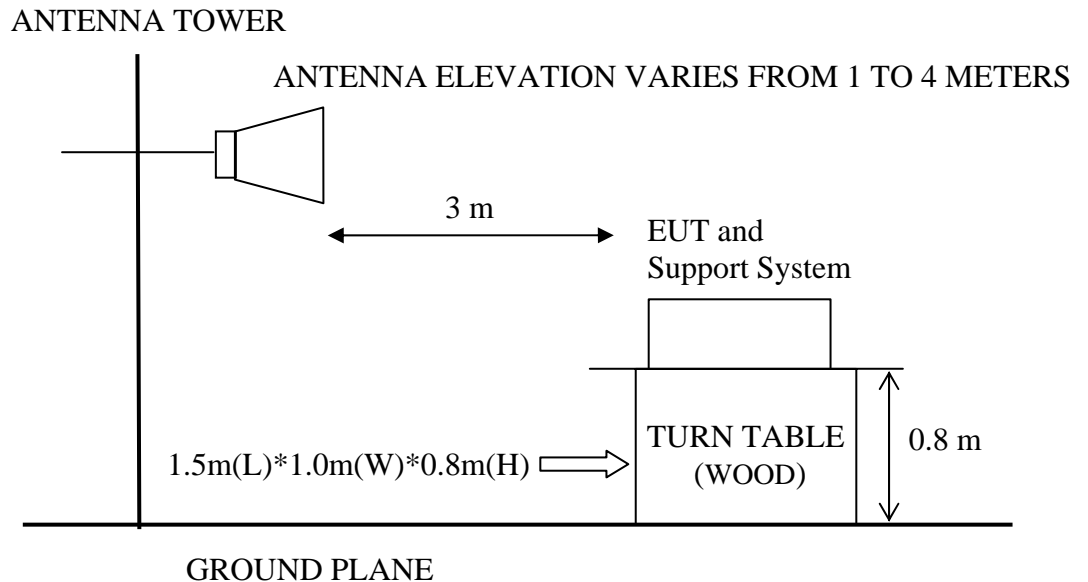 ANTENNA TOWER
ANTENNA ELEVATION VARIES FROM 1 TO 4 METERS
3 m
EUT and
Support System
TURN TABLE
(WOOD)
0.8 m
1.5m(L)*1.0m(W)*0.8m(H)
GROUND PLANE